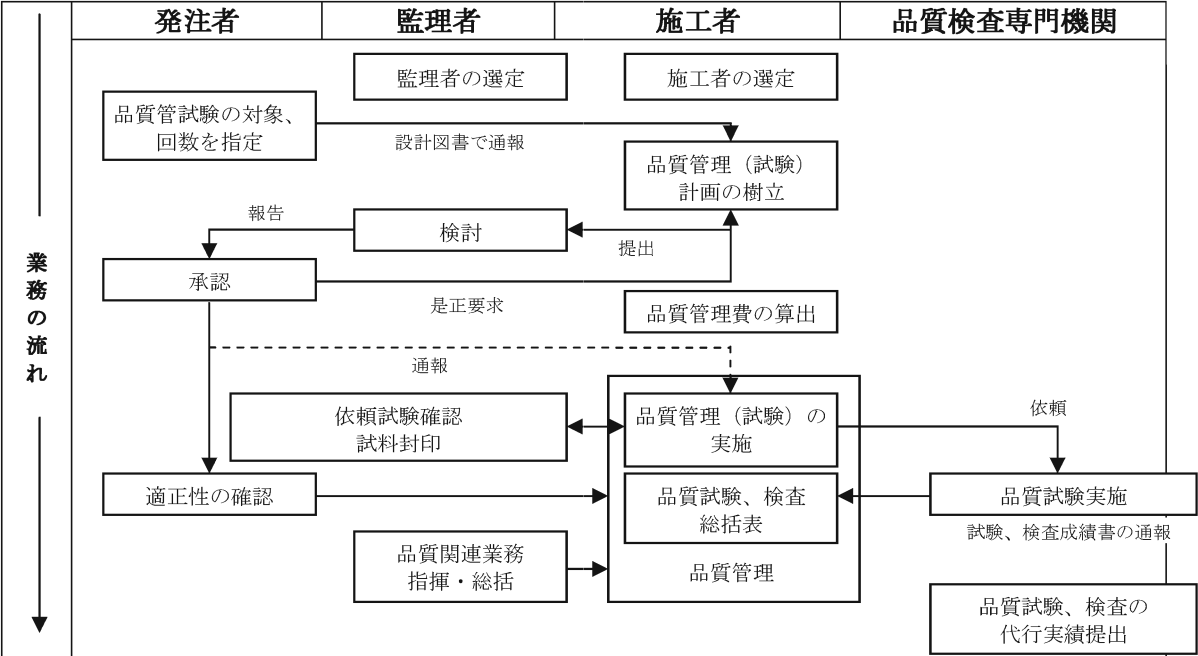 発注者
監理者
施工者
品質検査専門機関
業務の流れ
監理者の選定
施工者の選定
品質管試験の対象、
回数を指定
設計図書で通報
品質管理（試験）
計画の樹立
報告
検討
提出
承認
是正要求
品質管理費の算出
通報
依頼試験確認
試料封印
品質管理（試験）の
実施
依頼
適正性の確認
品質試験、検査
総括表
品質試験実施
試験、検査成績書の通報
品質関連業務
指揮・総括
品質管理
品質試験、検査の
代行実績提出